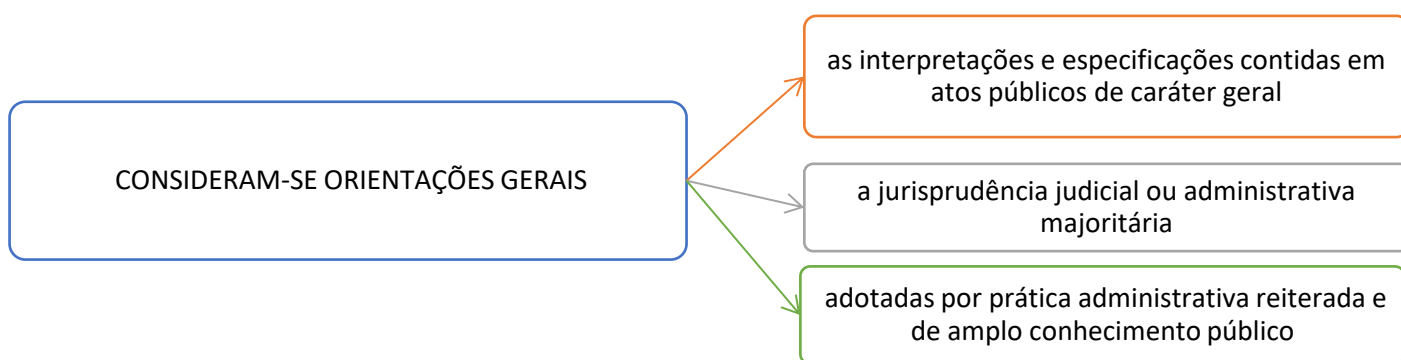 CONSIDERAM-SE ORIENTAÇÕES GERAIS
as interpretações e especificações contidas em
atos públicos de caráter geral
a jurisprudência judicial ou administrativa
majoritária
adotadas por prática administrativa reiterada e
de amplo conhecimento público